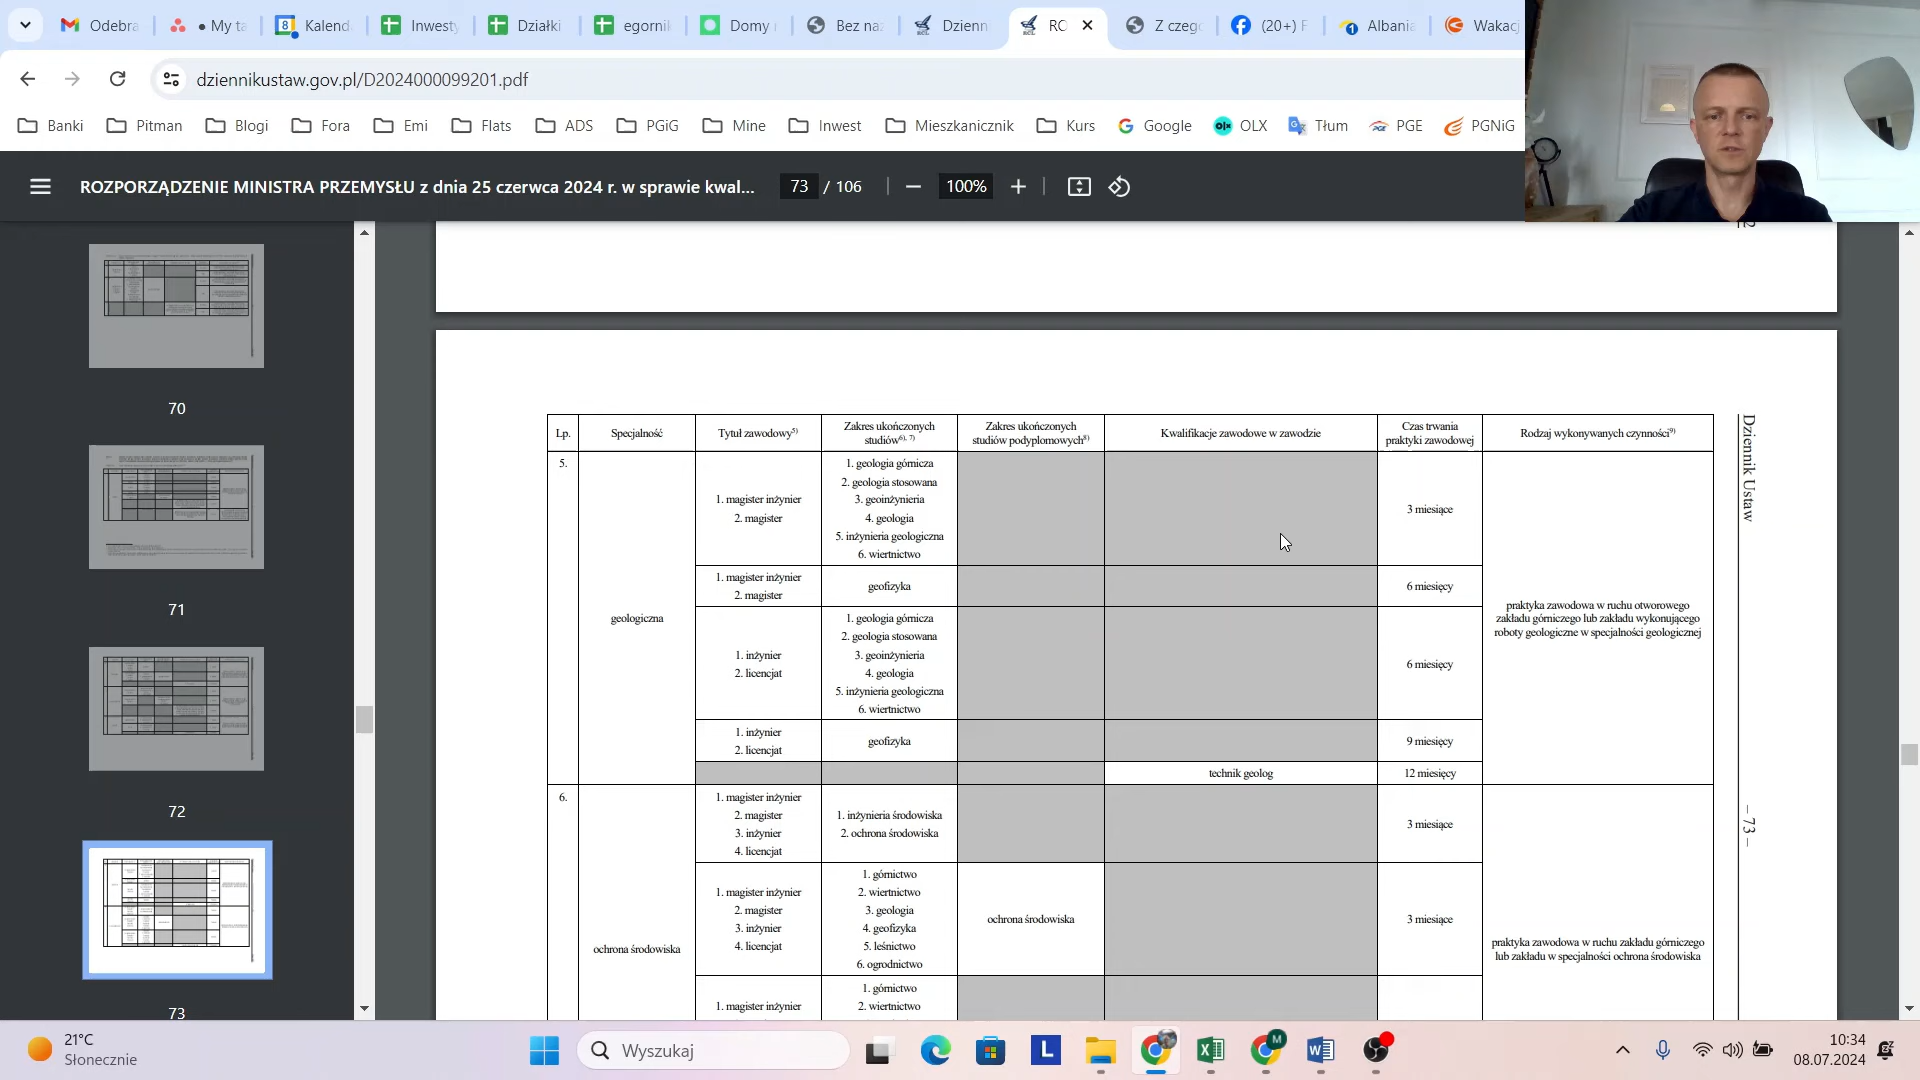 Odebra
My ta
8
Kalend
Inwesty
Działki
egornik
Domy
Bez naz
RCL
Dzienn
RCL
RC
Z czeg
(20+) F
1
Albania
Wakacj
dziennikustaw.gov.pl/D2024000099201.pdf
Banki
Pitman
Blogi
Fora
Emi
Flats
ADS
PGiG
Mine
Inwest
Mieszkanicznik
Kurs
Google
OLX
Tłum
PGE
PGNiG
ROZPORZĄDZENIE MINISTRA PRZEMYSŁU z dnia 25 czerwca 2024 r. w sprawie kwal...
73 / 106
100%
70
71
72
73
Lp.
Specjalność
Tytuł zawodowy5)
Zakres ukończonych
studiów6), 7)
Zakres ukończonych
studiów podyplomowych8)
Kwalifikacje zawodowe w zawodzie
Czas trwania
praktyki zawodowej
Rodzaj wykonywanych czynności9)
5.
geologiczna
1. magister inżynier
2. magister
1. geologia górnicza
2. geologia stosowana
3. geoinżynieria
4. geologia
5. inżynieria geologiczna
6. wiertnictwo
3 miesiące
praktyka zawodowa w ruchu otworowego
zakładu górniczego lub zakładu wykonującego
roboty geologiczne w specjalności geologicznej
1. magister inżynier
2. magister
geofizyka
6 miesięcy
1. inżynier
2. licencjat
1. geologia górnicza
2. geologia stosowana
3. geoinżynieria
4. geologia
5. inżynieria geologiczna
6. wiertnictwo
6 miesięcy
1. inżynier
2. licencjat
geofizyka
9 miesięcy
technik geolog
12 miesięcy
6.
ochrona środowiska
1. magister inżynier
2. magister
3. inżynier
4. licencjat
1. inżynieria środowiska
2. ochrona środowiska
3 miesiące
praktyka zawodowa w ruchu zakładu górniczego
lub zakładu w specjalności ochrona środowiska
1. magister inżynier
2. magister
3. inżynier
4. licencjat
1. górnictwo
2. wiertnictwo
3. geologia
4. geofizyka
5. leśnictwo
6. ogrodnictwo
ochrona środowiska
3 miesiące
1. magister inżynier
1. górnictwo
2. wiertnictwo
Dziennik Ustaw
– 73 –
21°C
Słonecznie
Wyszukaj
L
M
10:34
08.07.2024